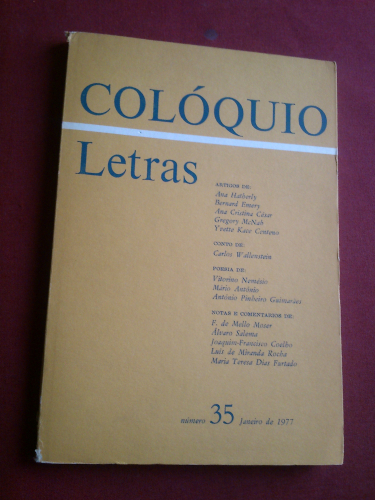 COLÓQUIO
Letras
ARTIGOS DE:
Ana Hatherly
Bernard Emery
Ana Cristina César
Gregory McNab
Yvette Kace Centeno
CONTO DE:
Carlos Wallenstein
POESIA DE:
Vitorino Nemésio
Mário António
António Pinheiro Guimarães
NOTAS E COMENTÁRIOS DE:
F. de Mello Moser
Álvaro Salema
Joaquim-Francisco Coelho
Luís de Miranda Rocha
Maria Teresa Dias Furtado
número 35 Janeiro de 1977